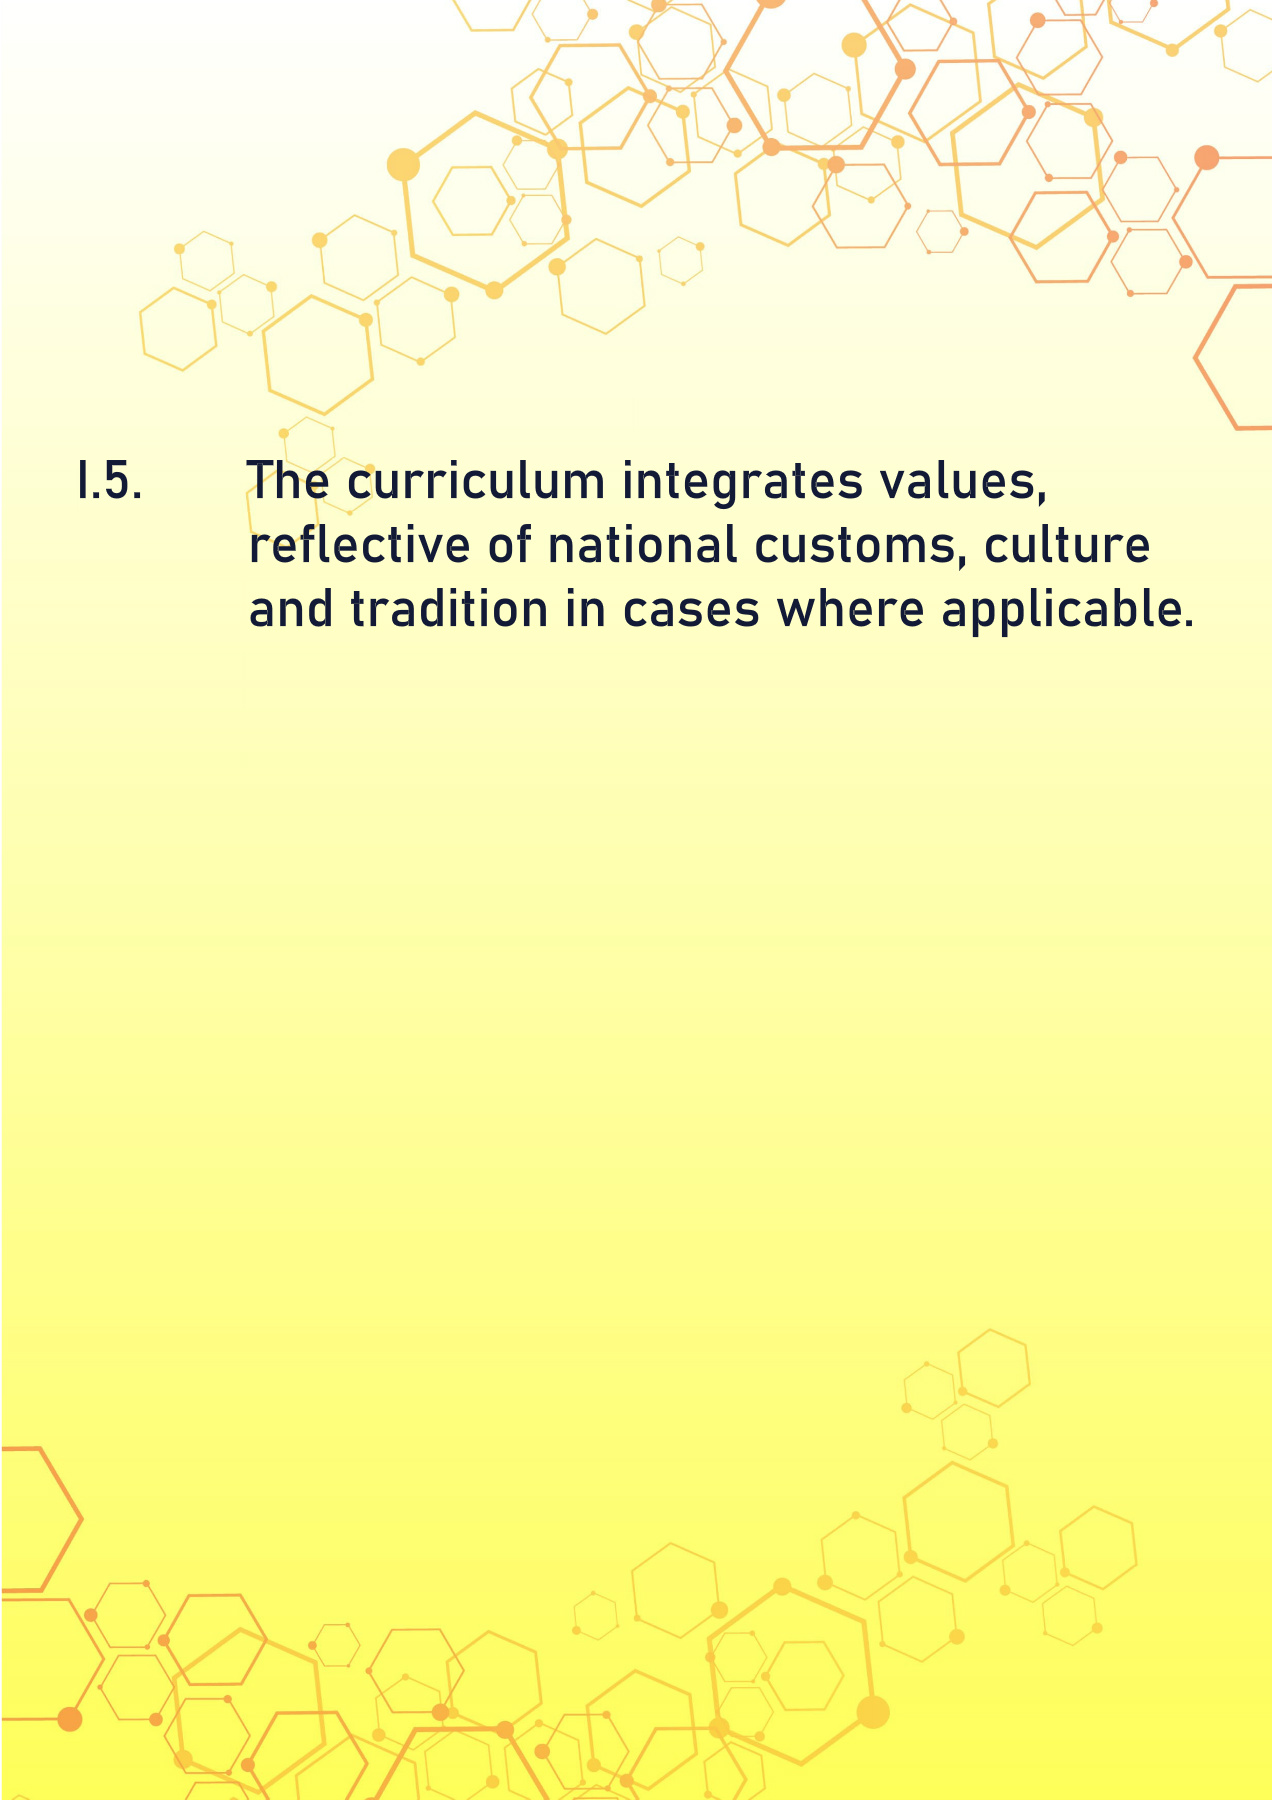 I.5. The curriculum integrates values,
reflective of national customs, culture
and tradition in cases where applicable.